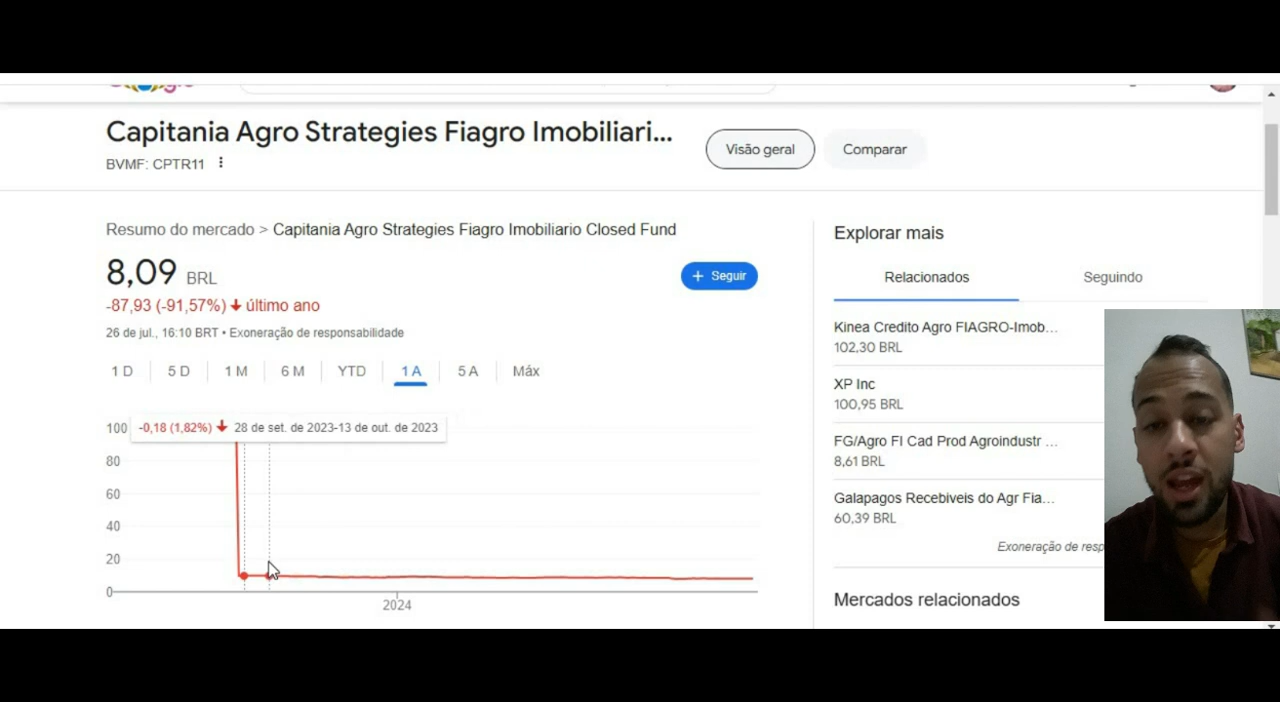 Capitania Agro Strategies Fiagro Imobiliari...
BVMF: CPTR11
Visão geral
Comparar
Resumo do mercado > Capitania Agro Strategies Fiagro Imobiliario Closed Fund
8,09 BRL
+ Seguir
-87,93 (-91,57%) ↓ último ano
26 de jul., 16:10 BRT • Exoneração de responsabilidade
1 D
5 D
1 M
6 M
YTD
1 A
5 A
Máx
-0,18 (1,82%) ↓ 28 de set. de 2023-13 de out. de 2023
100
80
60
40
20
0
2024
Explorar mais
Relacionados
Seguindo
Kinea Credito Agro FIAGRO-Imob...
102,30 BRL
XP Inc
100,95 BRL
FG/Agro FI Cad Prod Agroindustr ...
8,61 BRL
Galapagos Recebiveis do Agr Fia...
60,39 BRL
Exoneração de resp
Mercados relacionados